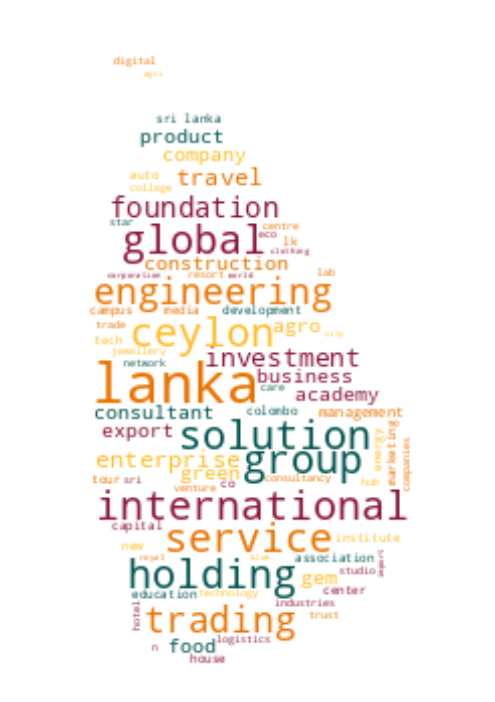 digital
agri
sri lanka
product
company
auto travel
college
foundation
star centre
global eco lk
clothing
construction
corporation resort world lab
engineering
campus media development
trade ceylon agro city
tech
jewellery investment
network
lanka business
care academy
consultant colombo management
export solution marketing
energy companies
enterprise group
green
tour sri consultancy hub
venture co
international
capital service institute
new
royal blue association
holding gem studio import
education technology center
hotel industries
trading trust
n food logistics
house